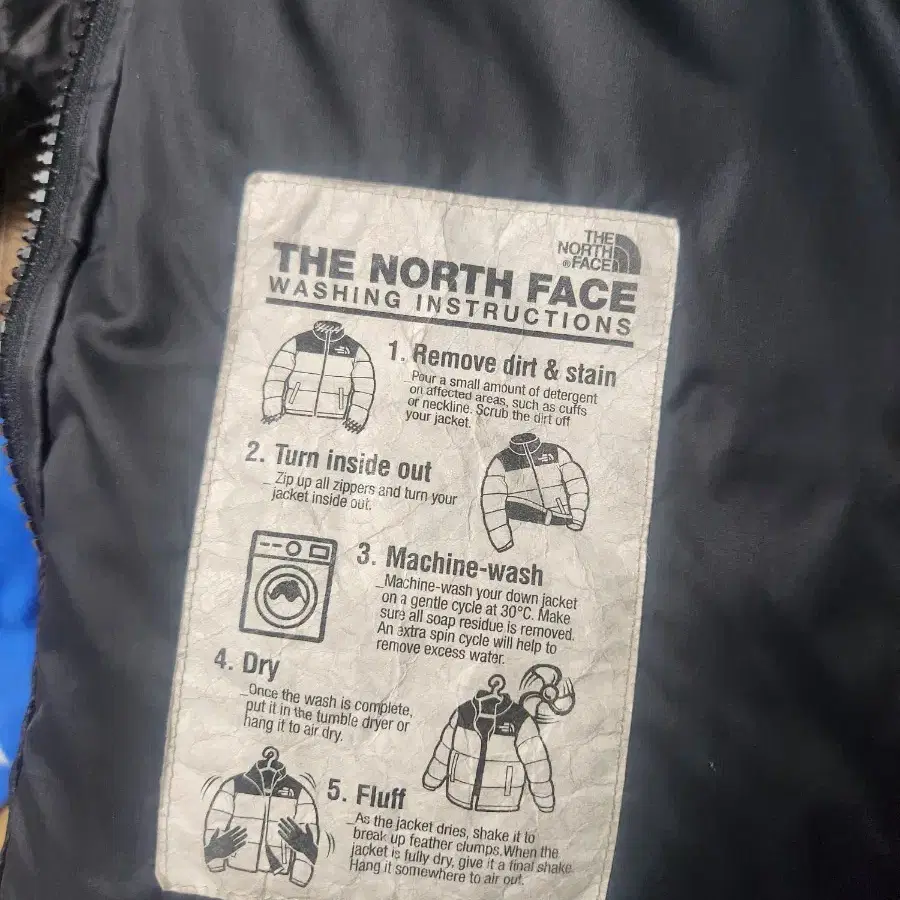 THE
NORTH
®FACE
THE NORTH FACE
WASHING INSTRUCTIONS
1. Remove dirt & stain
_Pour a small amount of detergent
on affected areas, such as cuffs
or neckline. Scrub the dirt off
your jacket.
2. Turn inside out
_Zip up all zippers and turn your
jacket inside out.
3. Machine-wash
_Machine-wash your down jacket
on a gentle cycle at 30°C. Make
sure all soap residue is removed.
An extra spin cycle will help to
remove excess water.
4. Dry
_Once the wash is complete,
put it in the tumble dryer or
hang it to air dry.
5. Fluff
_As the jacket dries, shake it to
break up feather clumps.When the
jacket is fully dry, give it a final shake.
Hang it somewhere to air out.